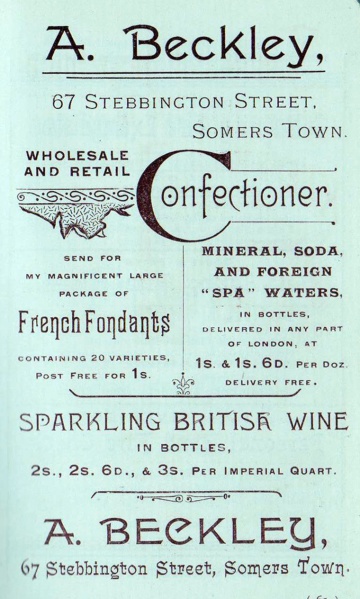 A. Beckley,
67 Stebbington Street,
Somers Town.
WHOLESALE
AND RETAIL
Confectioner.
SEND FOR
MY MAGNIFICENT LARGE
PACKAGE OF
French Fondants
CONTAINING 20 VARIETIES,
POST FREE FOR 1s.
MINERAL, SODA,
AND FOREIGN
"SPA" WATERS,
IN BOTTLES,
DELIVERED IN ANY PART
OF LONDON, AT
1s. & 1s. 6D. PER DOZ.
DELIVERY FREE.
SPARKLING BRITISH WINE
IN BOTTLES,
2s., 2s. 6D., & 3s. PER IMPERIAL QUART.
A. BECKLEY,
67 Stebbington Street, Somers Town.